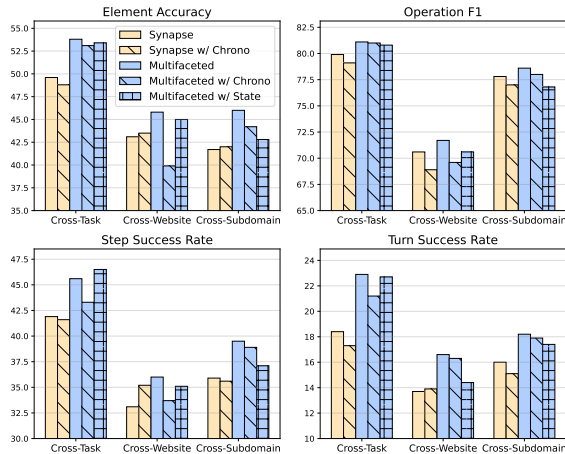 Element Accuracy
55.0
52.5
50.0
47.5
45.0
42.5
40.0
37.5
35.0
Synapse
Synapse w/ Chrono
Multifaceted
Multifaceted w/ Chrono
Multifaceted w/ State
Cross-Task Cross-Website Cross-Subdomain
Operation F1
82.5
80.0
77.5
75.0
72.5
70.0
67.5
65.0
Cross-Task Cross-Website Cross-Subdomain
Step Success Rate
47.5
45.0
42.5
40.0
37.5
35.0
32.5
30.0
Cross-Task Cross-Website Cross-Subdomain
Turn Success Rate
24
22
20
18
16
14
12
10
Cross-Task Cross-Website Cross-Subdomain